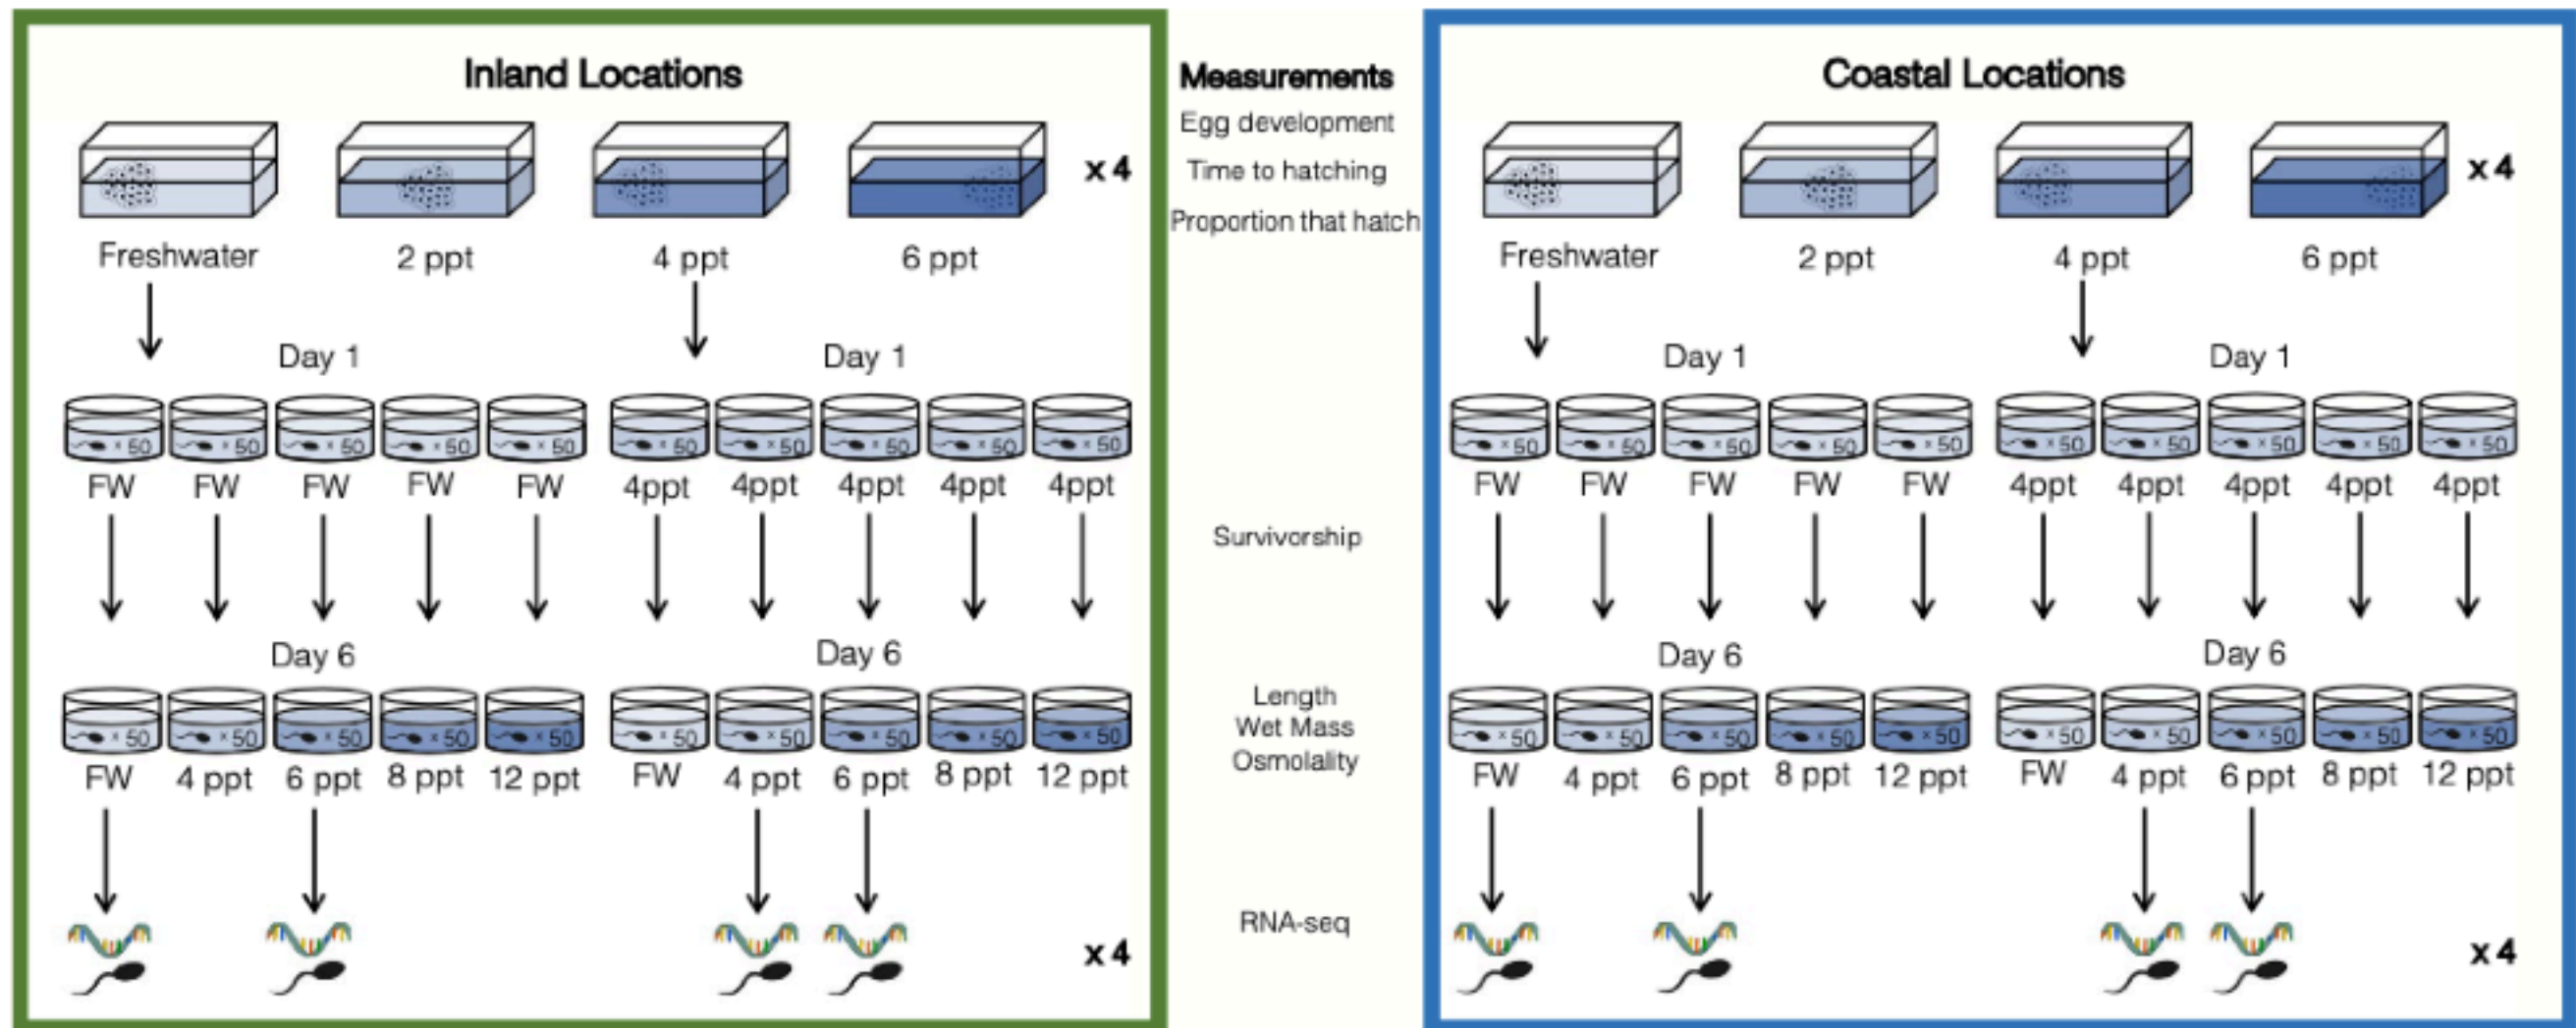 Inland Locations
x 4
Freshwater
2 ppt
4 ppt
6 ppt
Day 1
Day 1
x 50
x 50
x 50
x 50
x 50
x 50
x 50
x 50
x 50
x 50
FW
FW
FW
FW
FW
4ppt
4ppt
4ppt
4ppt
4ppt
Day 6
Day 6
x 50
x 50
x 50
x 50
x 50
x 50
x 50
x 50
x 50
x 50
FW
4 ppt
6 ppt
8 ppt
12 ppt
FW
4 ppt
6 ppt
8 ppt
12 ppt
x 4
Measurements
Egg development
Time to hatching
Proportion that hatch
Survivorship
Length
Wet Mass
Osmolality
RNA-seq
Coastal Locations
x 4
Freshwater
2 ppt
4 ppt
6 ppt
Day 1
Day 1
x 50
x 50
x 50
x 50
x 50
x 50
x 50
x 50
x 50
x 50
FW
FW
FW
FW
FW
4ppt
4ppt
4ppt
4ppt
4ppt
Day 6
Day 6
x 50
x 50
x 50
x 50
x 50
x 50
x 50
x 50
x 50
x 50
FW
4 ppt
6 ppt
8 ppt
12 ppt
FW
4 ppt
6 ppt
8 ppt
12 ppt
x 4